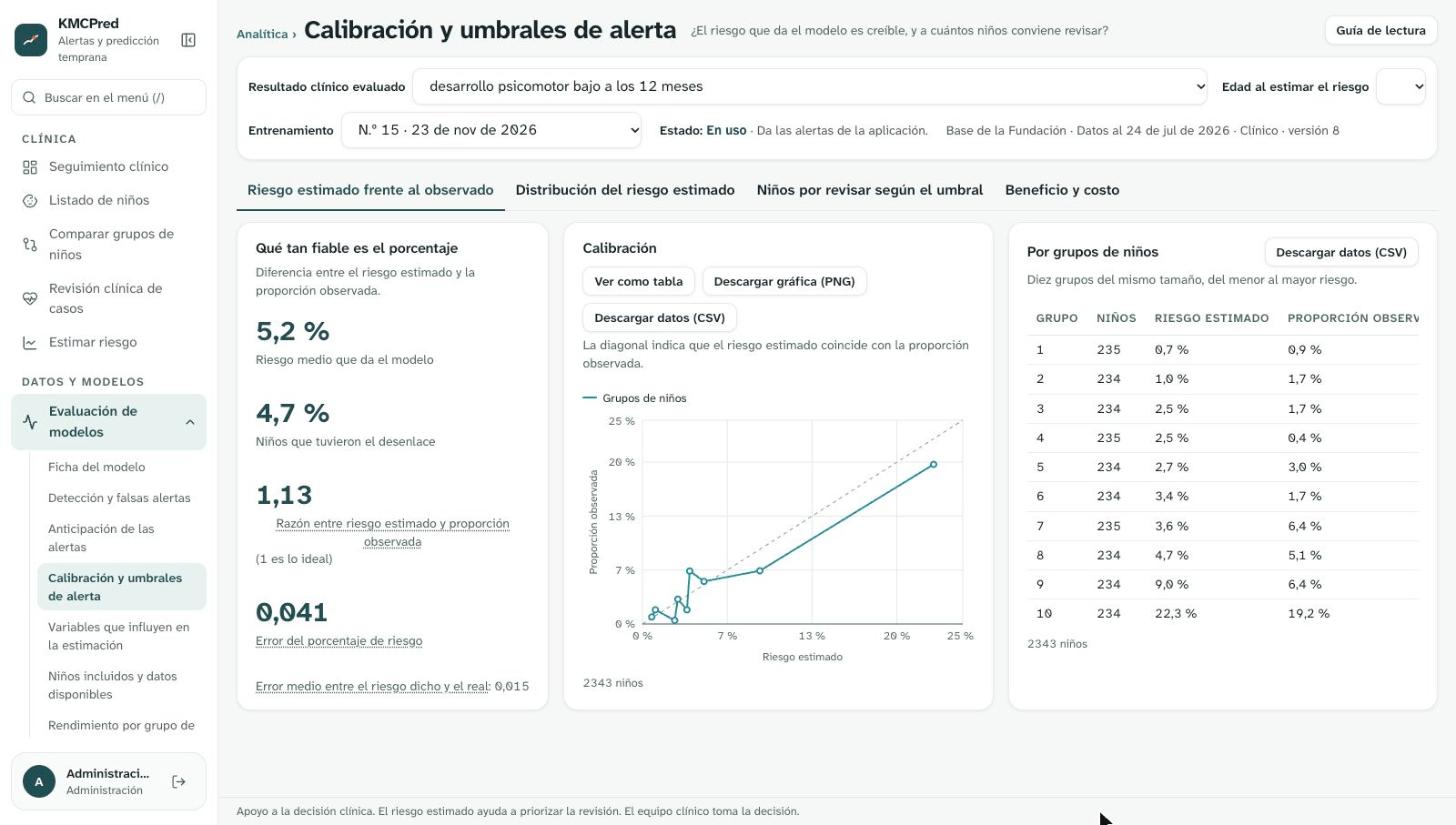 KMCPred
Alertas y predicción
temprana
Buscar en el menú (/)
CLÍNICA
Seguimiento clínico
Listado de niños
Comparar grupos de
niños
Revisión clínica de
casos
Estimar riesgo
DATOS Y MODELOS
Evaluación de
modelos
Ficha del modelo
Detección y falsas alertas
Anticipación de las
alertas
Calibración y umbrales
de alerta
Variables que influyen en
la estimación
Niños incluidos y datos
disponibles
Rendimiento por grupo de
A
Administraci...
Administración
Analítica › Calibración y umbrales de alerta ¿El riesgo que da el modelo es creíble, y a cuántos niños conviene revisar?
Guía de lectura
Resultado clínico evaluado desarrollo psicomotor bajo a los 12 meses Edad al estimar el riesgo
Entrenamiento N.° 15 · 23 de nov de 2026 Estado: En uso · Da las alertas de la aplicación. Base de la Fundación · Datos al 24 de jul de 2026 · Clínico · versión 8
Riesgo estimado frente al observado Distribución del riesgo estimado Niños por revisar según el umbral Beneficio y costo
Qué tan fiable es el porcentaje
Diferencia entre el riesgo estimado y la
proporción observada.
5,2 %
Riesgo medio que da el modelo
4,7 %
Niños que tuvieron el desenlace
1,13
Razón entre riesgo estimado y proporción
observada
(1 es lo ideal)
0,041
Error del porcentaje de riesgo
Error medio entre el riesgo dicho y el real: 0,015
Calibración
Ver como tabla Descargar gráfica (PNG)
Descargar datos (CSV)
La diagonal indica que el riesgo estimado coincide con la proporción
observada.
Grupos de niños
25 %
20 %
13 %
7 %
0 %
Proporción observada
0 % 7 % 13 % 20 % 25 %
Riesgo estimado
2343 niños
Por grupos de niños Descargar datos (CSV)
Diez grupos del mismo tamaño, del menor al mayor riesgo.
GRUPO NIÑOS RIESGO ESTIMADO PROPORCIÓN OBSERV
1 235 0,7 % 0,9 %
2 234 1,0 % 1,7 %
3 234 2,5 % 1,7 %
4 235 2,5 % 0,4 %
5 234 2,7 % 3,0 %
6 234 3,4 % 1,7 %
7 235 3,6 % 6,4 %
8 234 4,7 % 5,1 %
9 234 9,0 % 6,4 %
10 234 22,3 % 19,2 %
2343 niños
Apoyo a la decisión clínica. El riesgo estimado ayuda a priorizar la revisión. El equipo clínico toma la decisión.